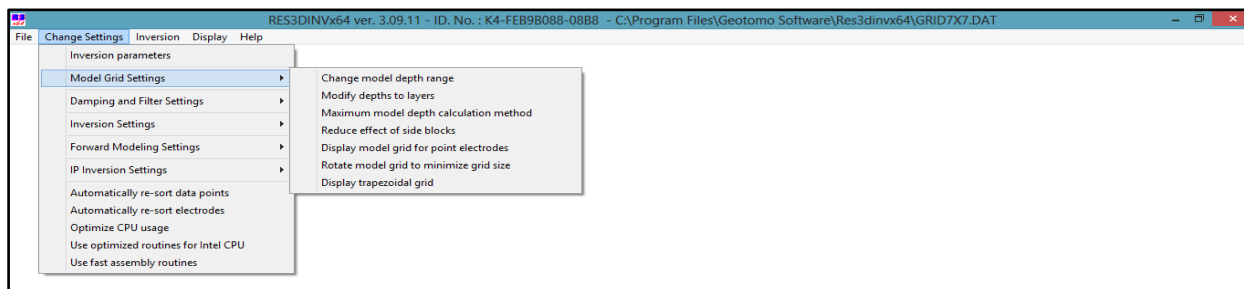 RES3DINVx64 ver. 3.09.11 - ID. No. : K4-FEB9B088-08B8 - C:\Program Files\Geotomo Software\Res3dinvx64\GRID7X7.DAT
File Change Settings Inversion Display Help
Inversion parameters
Model Grid Settings
Damping and Filter Settings
Inversion Settings
Forward Modeling Settings
IP Inversion Settings
Automatically re-sort data points
Automatically re-sort electrodes
Optimize CPU usage
Use optimized routines for Intel CPU
Use fast assembly routines
Change model depth range
Modify depths to layers
Maximum model depth calculation method
Reduce effect of side blocks
Display model grid for point electrodes
Rotate model grid to minimize grid size
Display trapezoidal grid